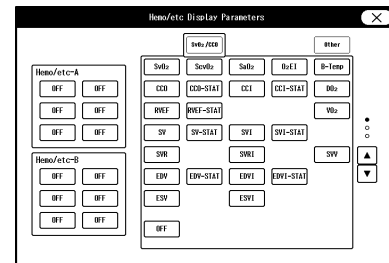 Hemo/etc Display Parameters
SvO₂/CCO Other
Hemo/etc-A
OFF OFF
OFF OFF
OFF OFF
Hemo/etc-B
OFF OFF
OFF OFF
OFF OFF
SvO₂ ScvO₂ SaO₂ O₂EI B-Temp
CCO CCO-STAT CCI CCI-STAT DO₂
RVEF RVEF-STAT VO₂
SV SV-STAT SVI SVI-STAT
SVR SVRI SVV
EDV EDV-STAT EDVI EDVI-STAT
ESV ESVI
OFF